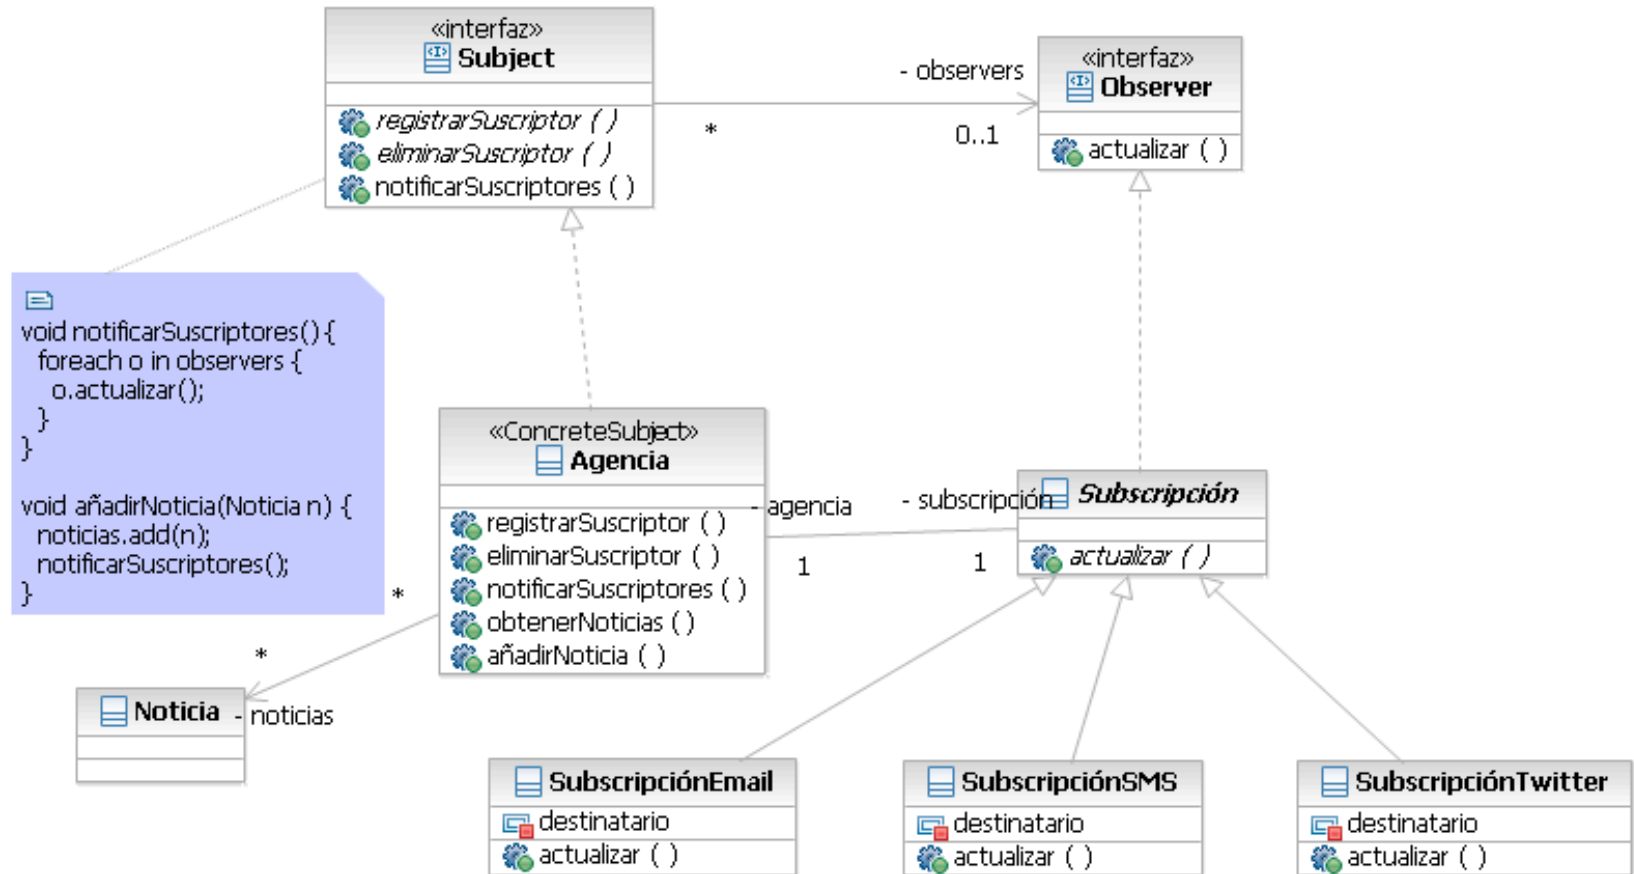 «interfaz»
Subject
registrarSuscriptor ( )
eliminarSuscriptor ( )
notificarSuscriptores ( )
- observers
*
0..1
«interfaz»
Observer
actualizar ( )
void notificarSuscriptores() {
foreach o in observers {
o.actualizar();
}
}
void añadirNoticia(Noticia n) {
noticias.add(n);
notificarSuscriptores();
}
«ConcreteSubject»
Agencia
registrarSuscriptor ( )
eliminarSuscriptor ( )
notificarSuscriptores ( )
obtenerNoticias ( )
añadirNoticia ( )
- agencia
- subscripción
1
1
Subscripción
actualizar ( )
*
*
Noticia
- noticias
SubscripciónEmail
destinatario
actualizar ( )
SubscripciónSMS
destinatario
actualizar ( )
SubscripciónTwitter
destinatario
actualizar ( )